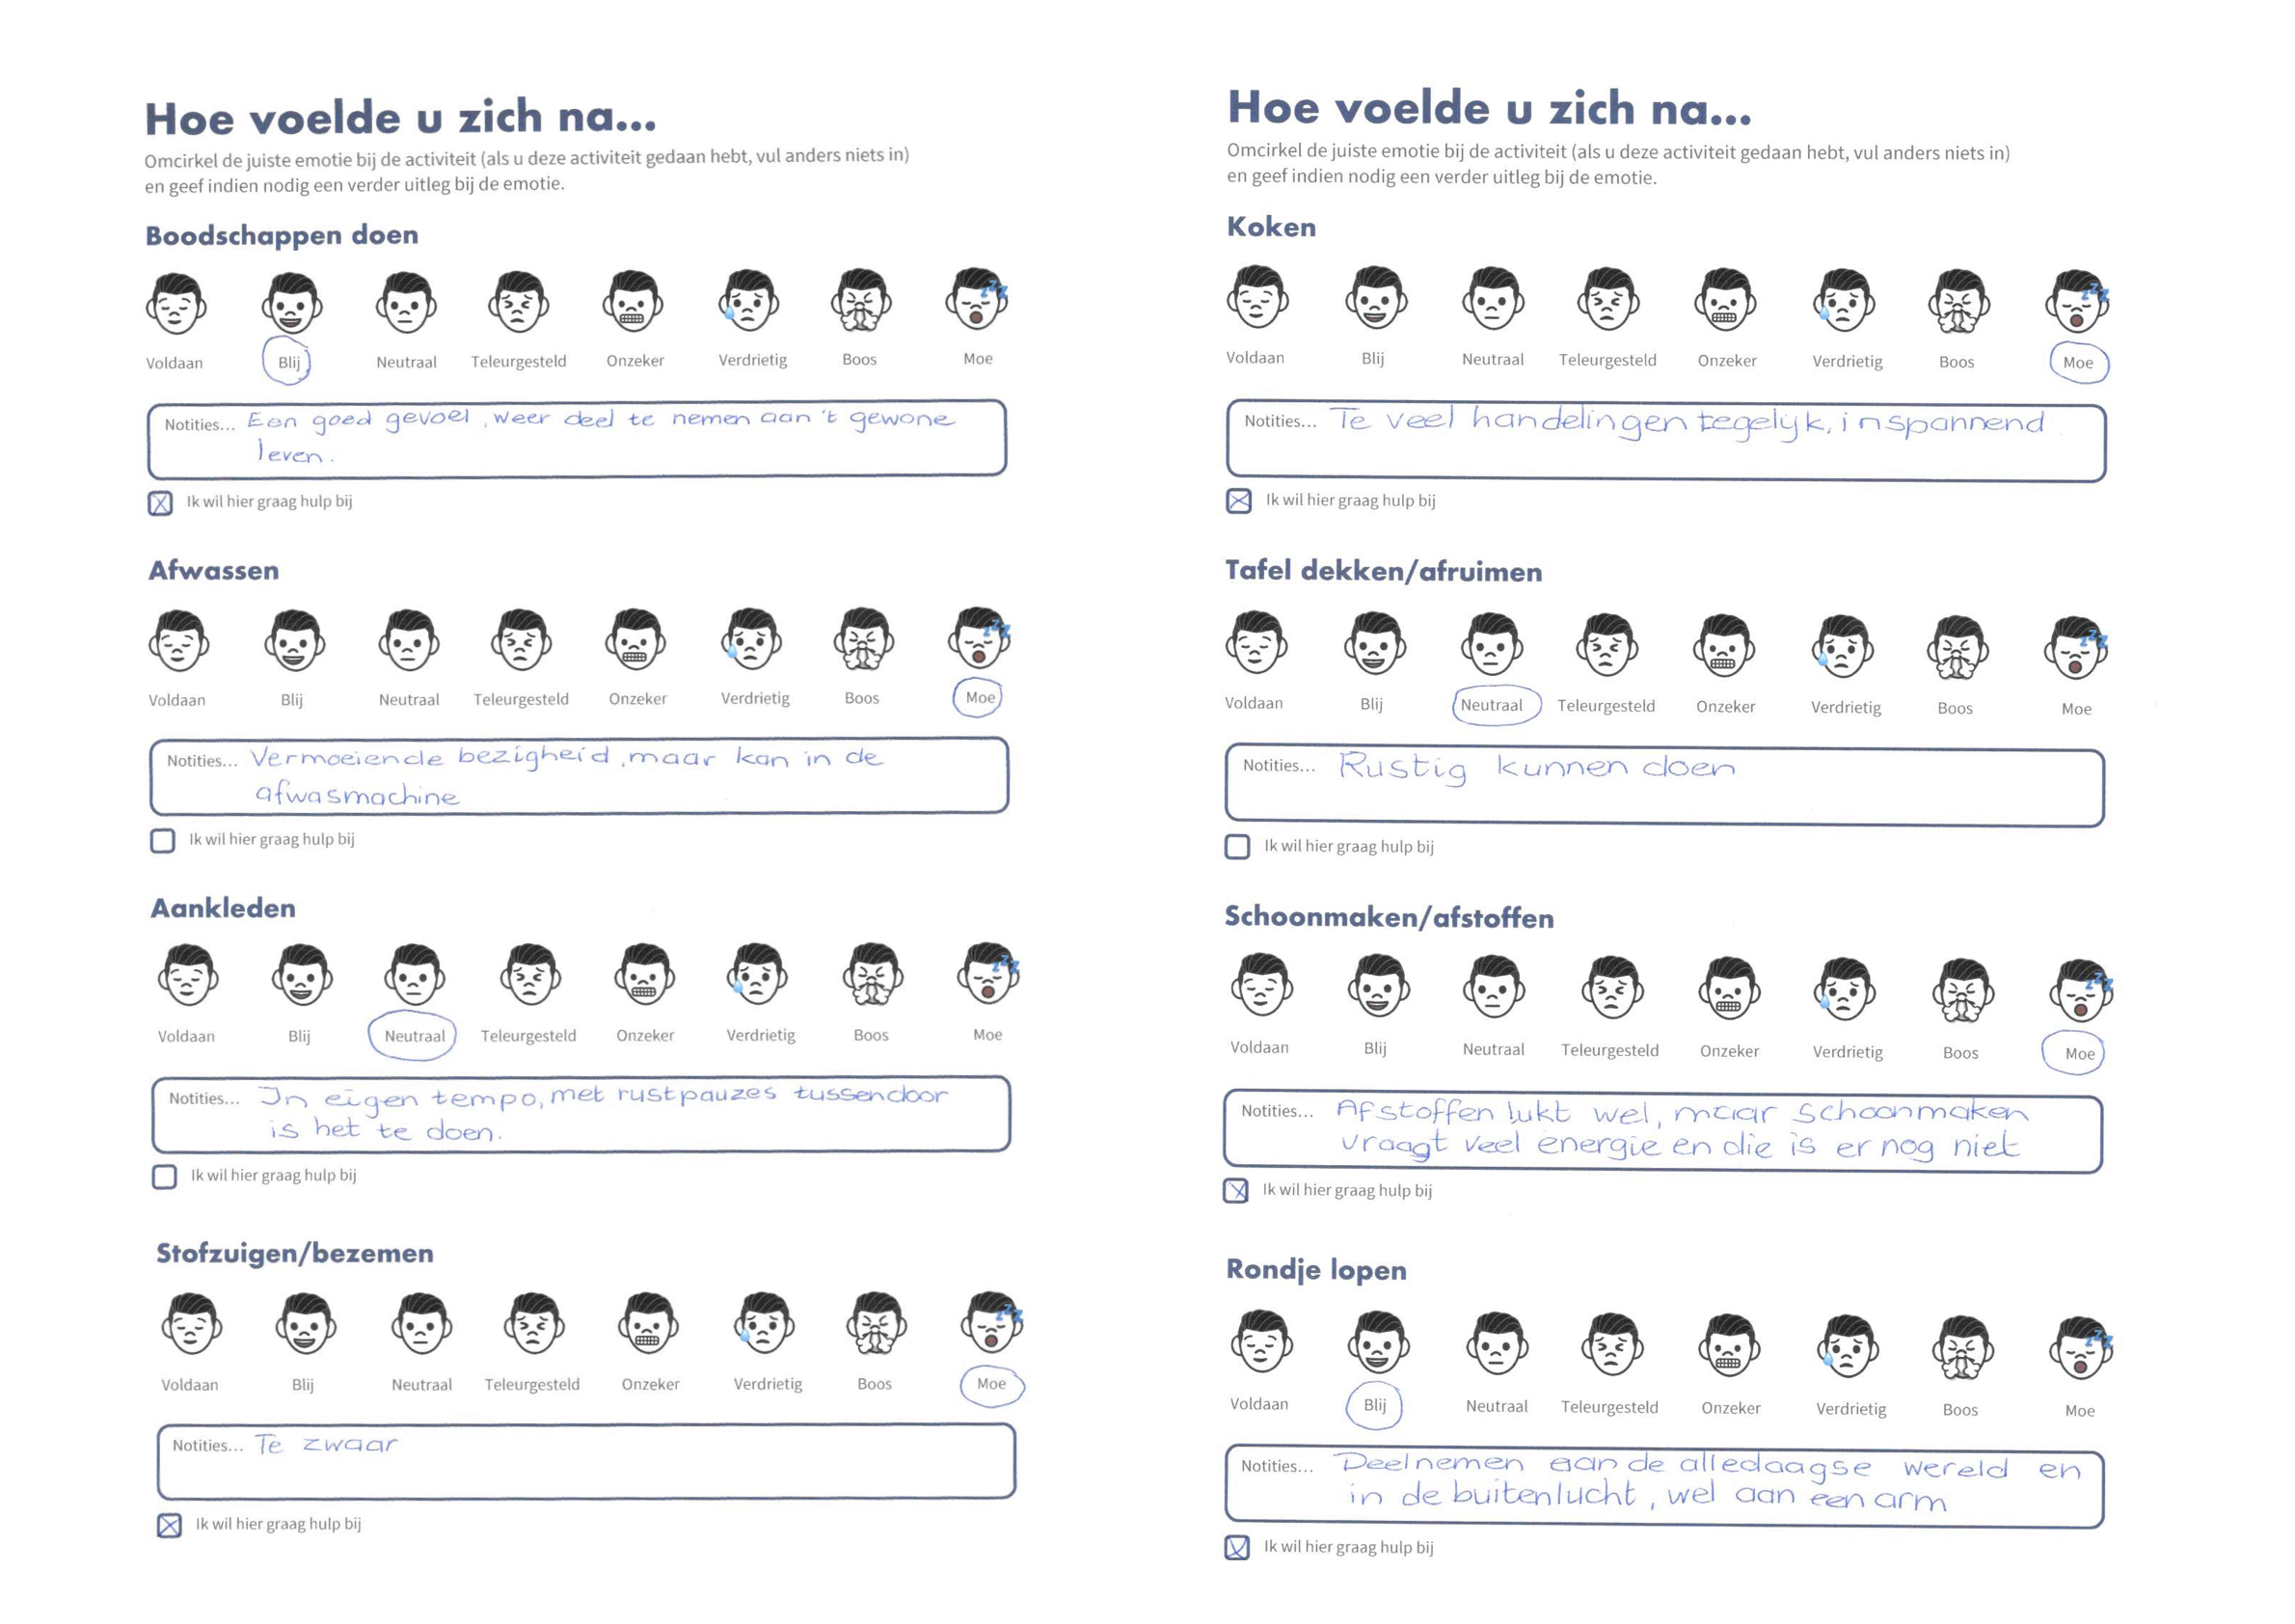 Hoe voelde u zich na...
Omcirkel de juiste emotie bij de activiteit (als u deze activiteit gedaan hebt, vul anders niets in)
en geef indien nodig een verder uitleg bij de emotie.
Boodschappen doen
Voldaan Blij Neutraal Teleurgesteld Onzeker Verdrietig Boos Moe
Notities... Een goed gevoel, weer deel te nemen aan 't gewone
leven.
Ik wil hier graag hulp bij
Afwassen
Voldaan Blij Neutraal Teleurgesteld Onzeker Verdrietig Boos Moe
Notities... Vermoeiende bezigheid, maar kan in de
afwasmachine
Ik wil hier graag hulp bij
Aankleden
Voldaan Blij Neutraal Teleurgesteld Onzeker Verdrietig Boos Moe
Notities... In eigen tempo, met rustpauzes tussendoor
is het te doen.
Ik wil hier graag hulp bij
Stofzuigen/bezemen
Voldaan Blij Neutraal Teleurgesteld Onzeker Verdrietig Boos Moe
Notities... Te zwaar
Ik wil hier graag hulp bij
Hoe voelde u zich na...
Omcirkel de juiste emotie bij de activiteit (als u deze activiteit gedaan hebt, vul anders niets in)
en geef indien nodig een verder uitleg bij de emotie.
Koken
Voldaan Blij Neutraal Teleurgesteld Onzeker Verdrietig Boos Moe
Notities... Te veel handelingen tegelijk, inspannend
Ik wil hier graag hulp bij
Tafel dekken/afruimen
Voldaan Blij Neutraal Teleurgesteld Onzeker Verdrietig Boos Moe
Notities... Rustig kunnen doen
Ik wil hier graag hulp bij
Schoonmaken/afstoffen
Voldaan Blij Neutraal Teleurgesteld Onzeker Verdrietig Boos Moe
Notities... Afstoffen lukt wel, maar schoonmaken
vraagt veel energie en die is er nog niet
Ik wil hier graag hulp bij
Rondje lopen
Voldaan Blij Neutraal Teleurgesteld Onzeker Verdrietig Boos Moe
Notities... Deelnemen aan de alledaagse wereld en
in de buitenlucht, wel aan een arm
Ik wil hier graag hulp bij